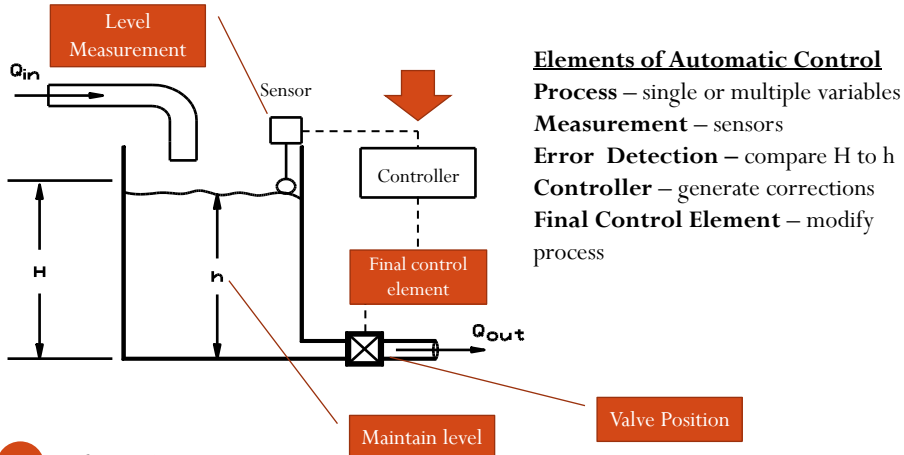 Level
Measurement
Qin
Sensor
Controller
H
h
Final control
element
Qout
Maintain level
Valve Position
Elements of Automatic Control
Process – single or multiple variables
Measurement – sensors
Error Detection – compare H to h
Controller – generate corrections
Final Control Element – modify
process